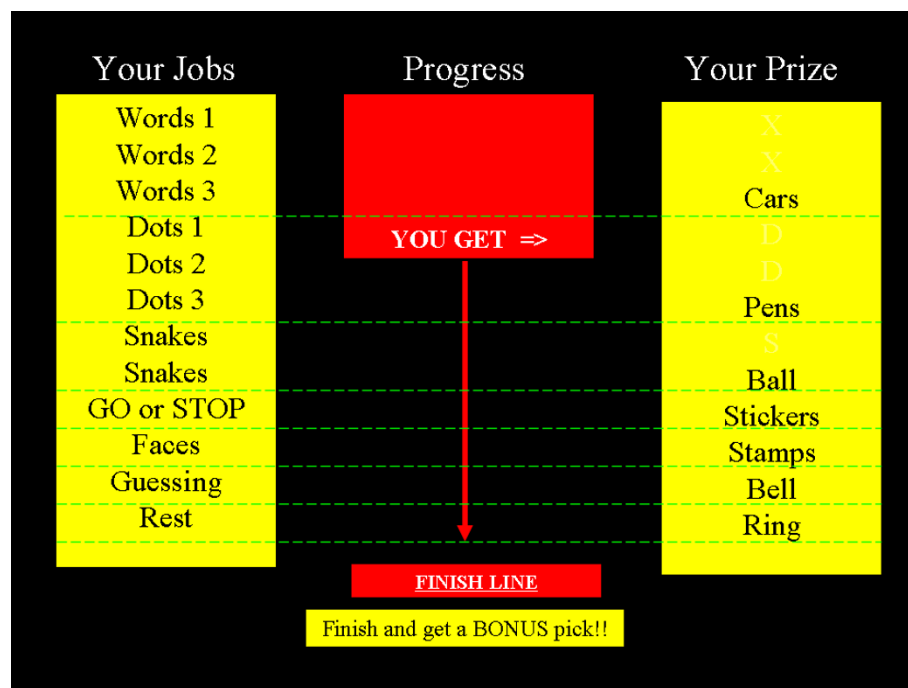 Your Jobs
Words 1
Words 2
Words 3
Dots 1
Dots 2
Dots 3
Snakes
Snakes
GO or STOP
Faces
Guessing
Rest
Progress
YOU GET =>
FINISH LINE
Finish and get a BONUS pick!!
Your Prize
X
X
Cars
D
D
Pens
S
Ball
Stickers
Stamps
Bell
Ring